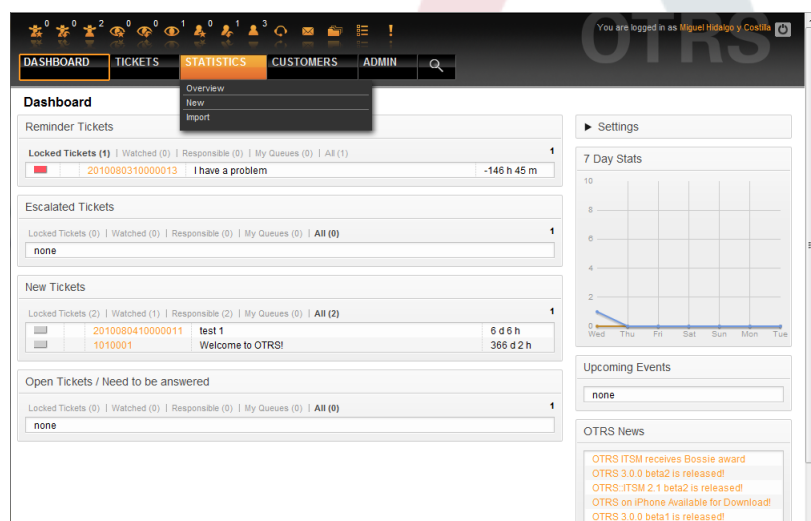 0 0 2 0 0 1 0 1 3
You are logged in as Miguel Hidalgo y Costilla
OTRS
DASHBOARD TICKETS STATISTICS CUSTOMERS ADMIN
Overview
New
Import
Dashboard
Reminder Tickets
Locked Tickets (1) | Watched (0) | Responsible (0) | My Queues (0) | All (1) 1
2010080310000013 I have a problem -146 h 45 m
Escalated Tickets
Locked Tickets (0) | Watched (0) | Responsible (0) | My Queues (0) | All (0) 1
none
New Tickets
Locked Tickets (2) | Watched (1) | Responsible (2) | My Queues (0) | All (2) 1
2010080410000011 test 1 6 d 6 h
1010001 Welcome to OTRS! 366 d 2 h
Open Tickets / Need to be answered
Locked Tickets (0) | Watched (0) | Responsible (0) | My Queues (0) | All (0) 1
none
Settings
7 Day Stats
10
8
6
4
2
0
Wed Thu Fri Sat Sun Mon Tue
Upcoming Events
none
OTRS News
OTRS ITSM receives Bossie award
OTRS 3.0.0 beta2 is released!
OTRS::ITSM 2.1 beta2 is released!
OTRS on iPhone Available for Download!
OTRS 3.0.0 beta1 is released!